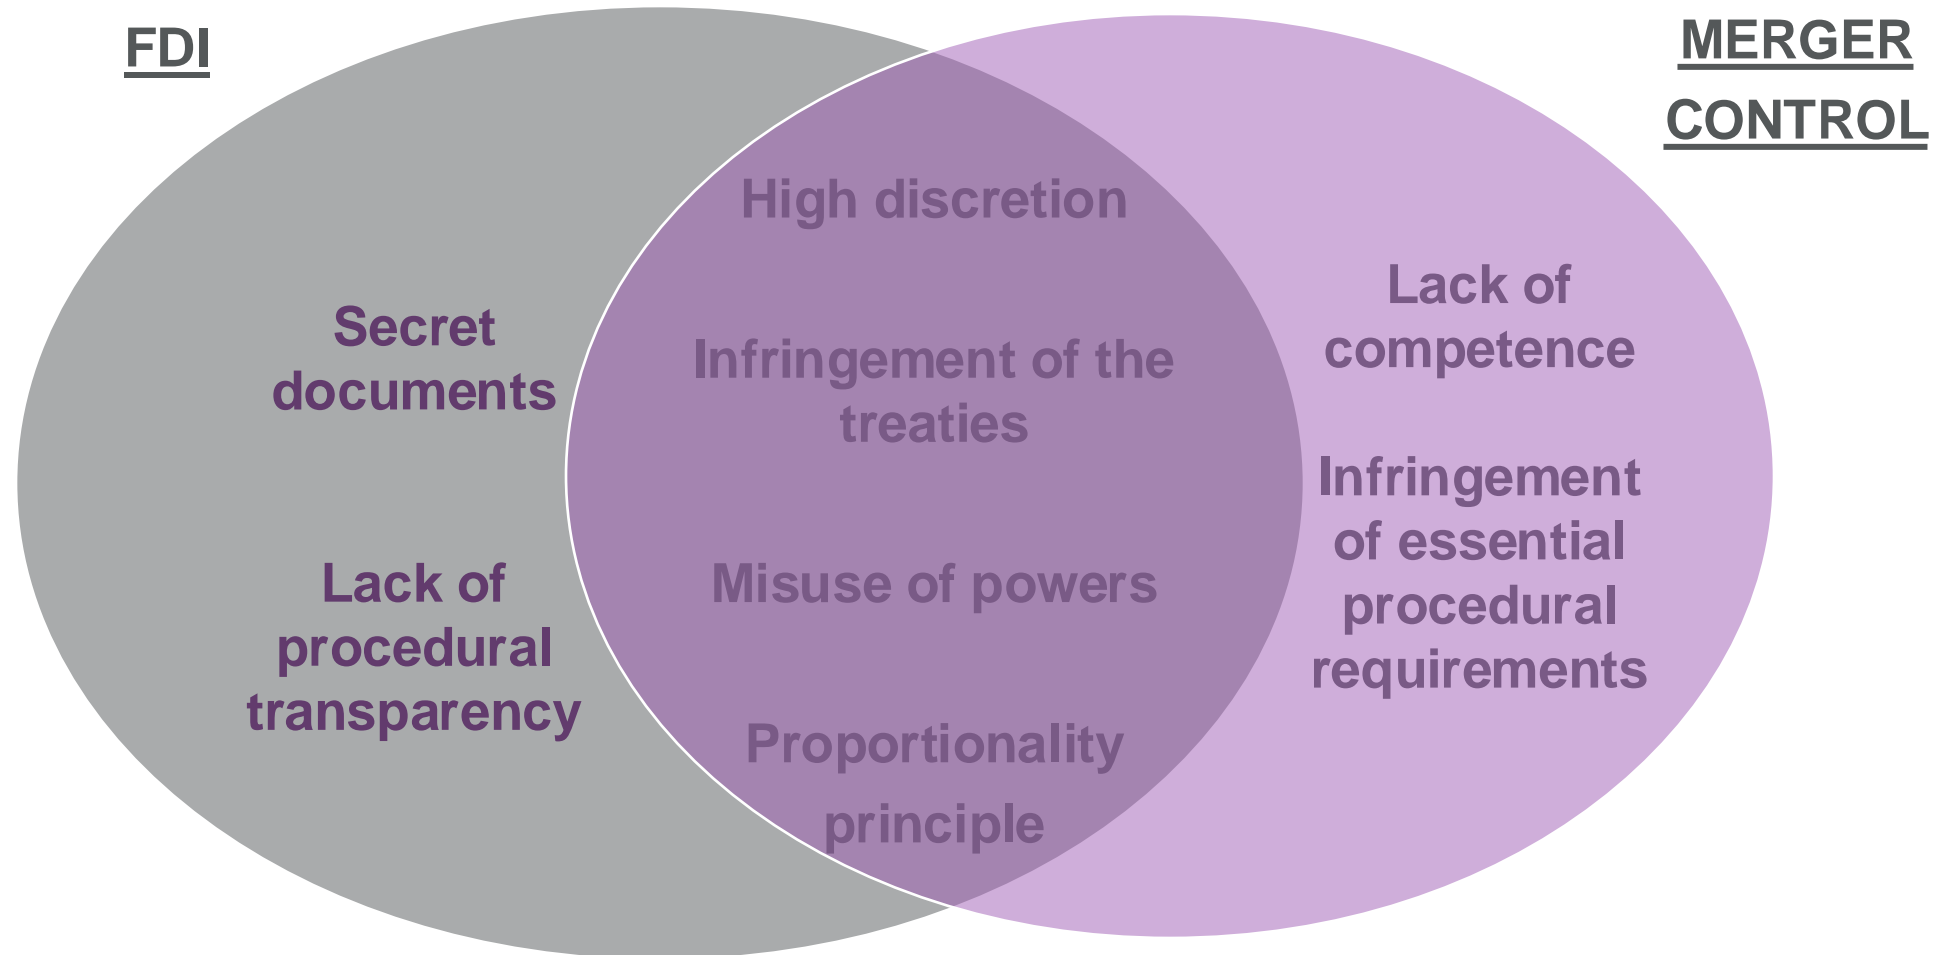 FDI
MERGER
CONTROL
High discretion
Infringement of the
treaties
Misuse of powers
Proportionality
principle
Secret
documents
Lack of
procedural
transparency
Lack of
competence
Infringement
of essential
procedural
requirements